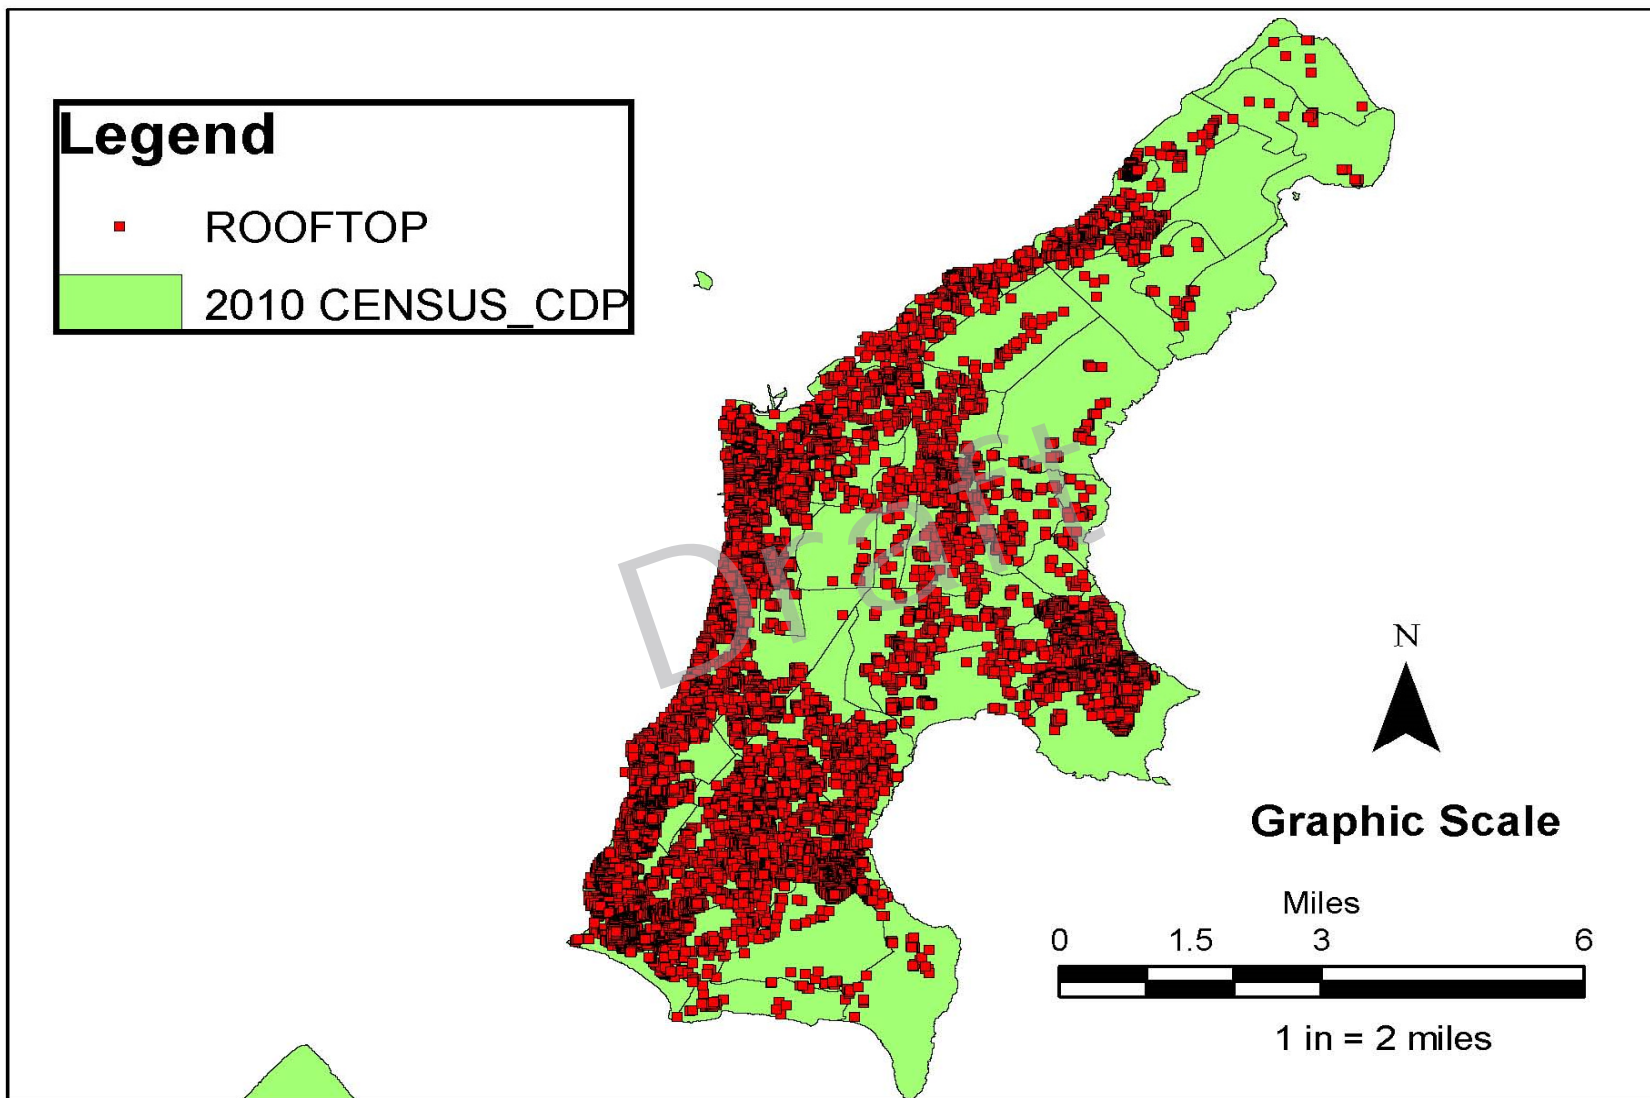 Legend
ROOFTOP
2010 CENSUS_CDP
Draft
N
Graphic Scale
Miles
0 1.5 3 6
1 in = 2 miles